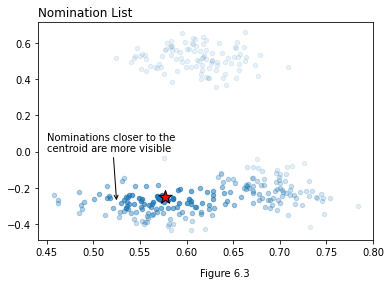 Nomination List
0.6
0.4
0.2
0.0
−0.2
−0.4
Nominations closer to the
centroid are more visible
0.45 0.50 0.55 0.60 0.65 0.70 0.75 0.80
Figure 6.3